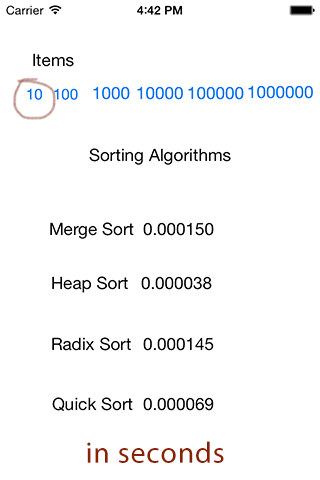 Carrier 4:42 PM
Items
10 100 1000 10000 100000 1000000
Sorting Algorithms
Merge Sort 0.000150
Heap Sort 0.000038
Radix Sort 0.000145
Quick Sort 0.000069
in seconds